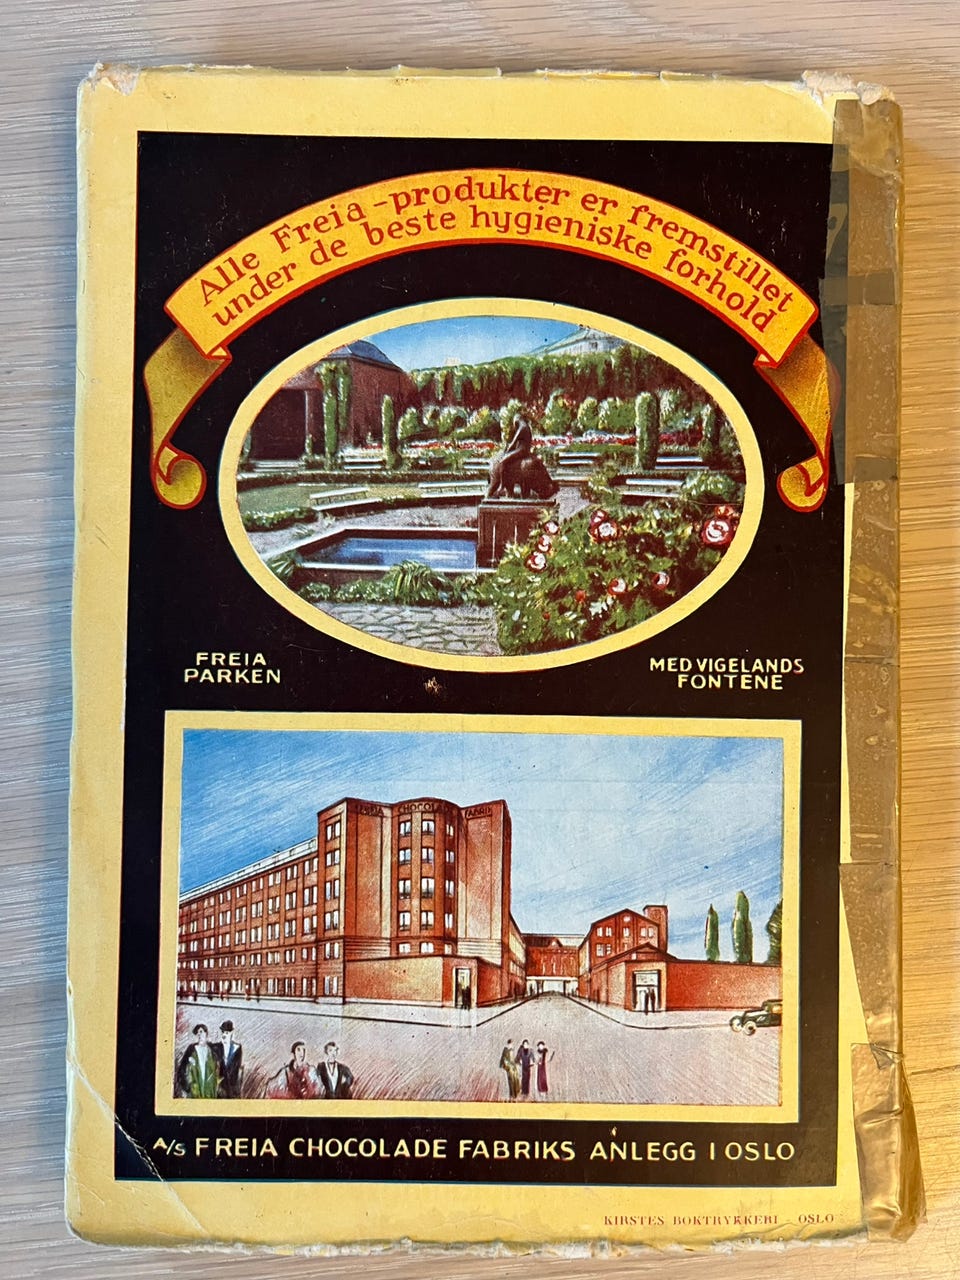 Alle Freia-produkter er fremstillet
under de beste hygieniske forhold
FREIA
PARKEN
MED VIGELANDS
FONTENE
FREIA CHOCOLADE FABRIK
A/S FREIA CHOCOLADE FABRIKS ANLEGG I OSLO
KIRSTES BOKTRYKKERI - OSLO